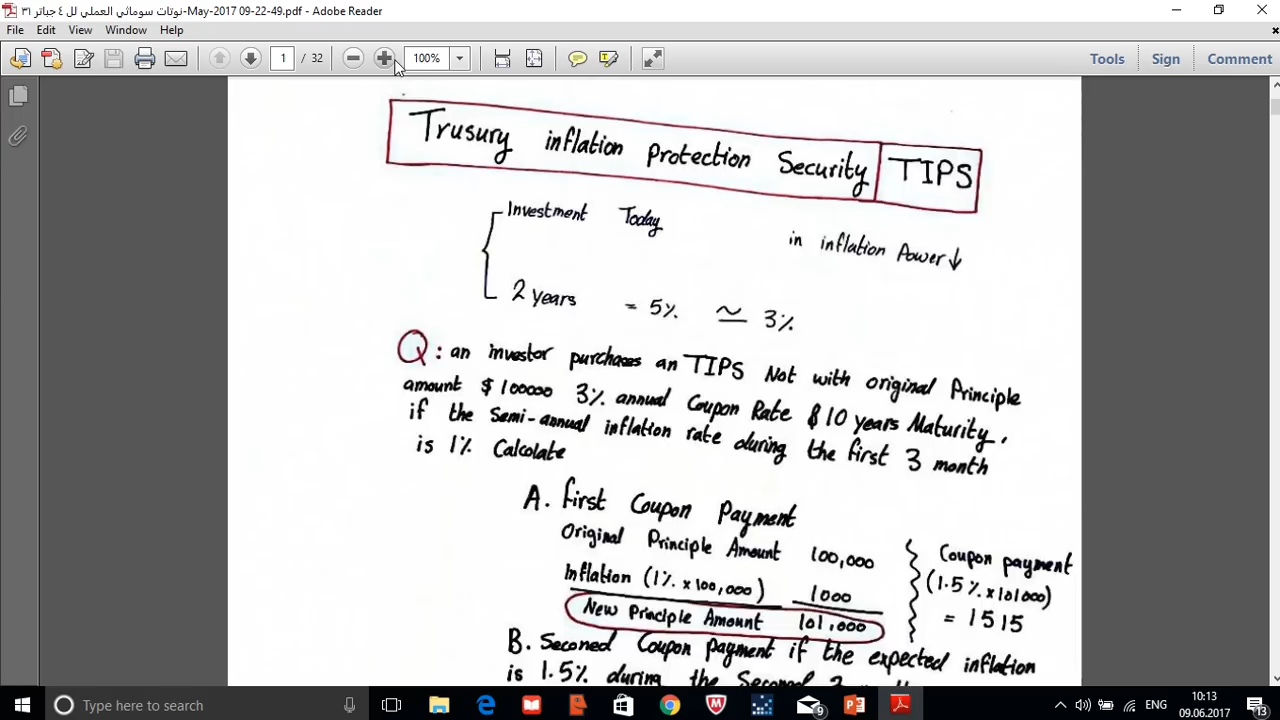 نوتات سوماثي العملي لل ٤ جباتر ٣١-May-2017 09-22-49.pdf - Adobe Reader
File Edit View Window Help
1 / 32 100% Tools Sign Comment
Trusury inflation Protection Security TIPS
Investment Today
in inflation Power ↓
2 years = 5% ≃ 3%
Q: an investor purchases an TIPS Not with original Principle
amount $ 100000 3% annual Coupon Rate $ 10 years Maturity,
if the Semi-annual inflation rate during the first 3 month
is 1% Calcolate
A. First Coupon Payment
Original Principle Amount 100,000
Inflation (1% x 100,000) 1000
New Principle Amount 101,000
Coupon payment
(1.5% x 101000)
= 1515
B. Seconed Coupon Payment if the expected inflation
is 1.5% during the Second
Type here to search
9
ENG
10:13
09.06.2017
13